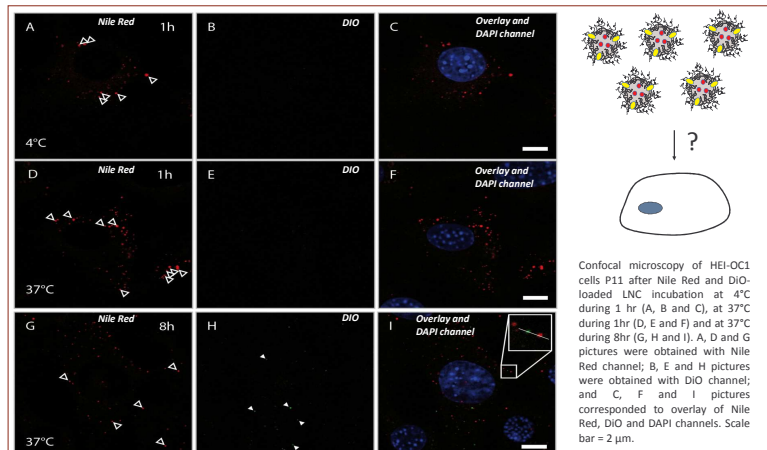 A
Nile Red
1h
4°C
B
DIO
C
Overlay and
DAPI channel
D
Nile Red
1h
37°C
E
DIO
F
Overlay and
DAPI channel
G
Nile Red
8h
37°C
H
DIO
I
Overlay and
DAPI channel
?
Confocal microscopy of HEI-OC1
cells P11 after Nile Red and DiO-
loaded LNC incubation at 4°C
during 1 hr (A, B and C), at 37°C
during 1hr (D, E and F) and at 37°C
during 8hr (G, H and I). A, D and G
pictures were obtained with Nile
Red channel; B, E and H pictures
were obtained with DiO channel;
and C, F and I pictures
corresponded to overlay of Nile
Red, DiO and DAPI channels. Scale
bar = 2 μm.